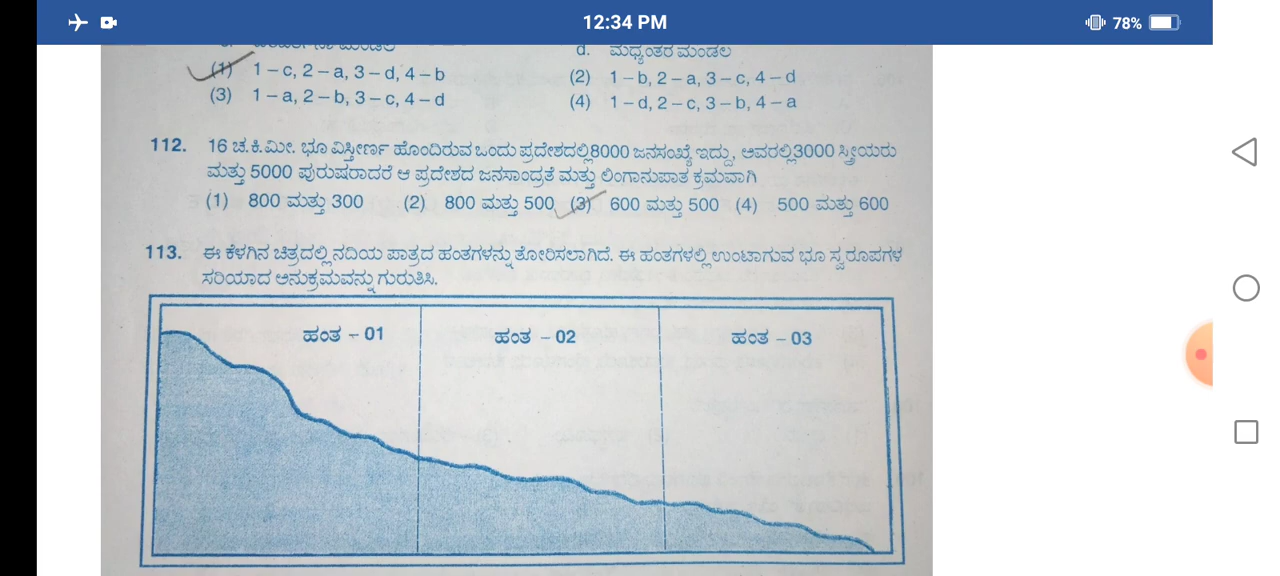 12:34 PM
78%
d. ಮಧ್ಯಂತರ ಮಂಡಲ
(1) 1 – c, 2 – a, 3 – d, 4 – b (2) 1 – b, 2 – a, 3 – c, 4 – d
(3) 1 – a, 2 – b, 3 – c, 4 – d (4) 1 – d, 2 – c, 3 – b, 4 – a
112. 16 ಚ.ಕಿ.ಮೀ. ಭೂ ವಿಸ್ತೀರ್ಣ ಹೊಂದಿರುವ ಒಂದು ಪ್ರದೇಶದಲ್ಲಿ8000 ಜನಸಂಖ್ಯೆ ಇದ್ದು, ಅವರಲ್ಲಿ3000 ಸ್ತ್ರೀಯರು
ಮತ್ತು 5000 ಪುರುಷರಾದರೆ ಆ ಪ್ರದೇಶದ ಜನಸಾಂದ್ರತೆ ಮತ್ತು ಲಿಂಗಾನುಪಾತ ಕ್ರಮವಾಗಿ
(1) 800 ಮತ್ತು 300 (2) 800 ಮತ್ತು 500 (3) 600 ಮತ್ತು 500 (4) 500 ಮತ್ತು 600
113. ಈ ಕೆಳಗಿನ ಚಿತ್ರದಲ್ಲಿ ನದಿಯ ಪಾತ್ರದ ಹಂತಗಳನ್ನು ತೋರಿಸಲಾಗಿದೆ. ಈ ಹಂತಗಳಲ್ಲಿ ಉಂಟಾಗುವ ಭೂ ಸ್ವರೂಪಗಳ
ಸರಿಯಾದ ಅನುಕ್ರಮವನ್ನು ಗುರುತಿಸಿ.
ಹಂತ – 01 ಹಂತ – 02 ಹಂತ – 03